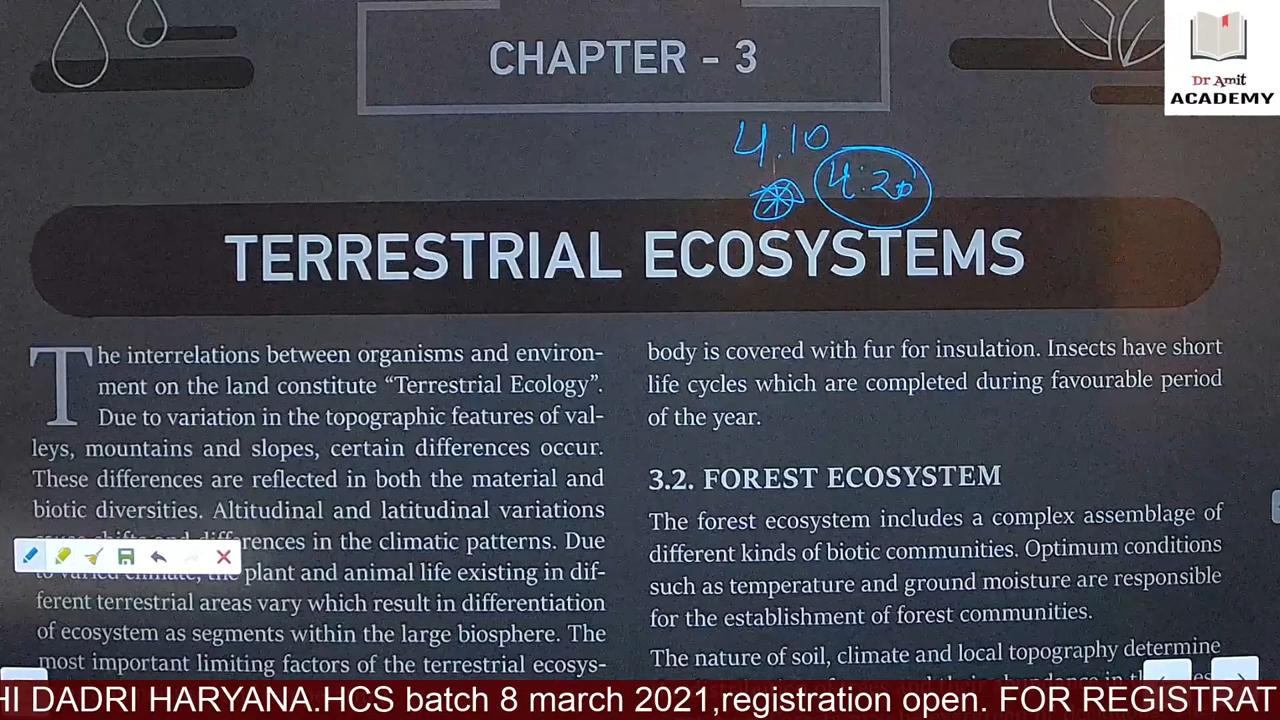 CHAPTER - 3
Dr Amit
ACADEMY
4:10
4:20
TERRESTRIAL ECOSYSTEMS
The interrelations between organisms and environ-
ment on the land constitute “Terrestrial Ecology”.
Due to variation in the topographic features of val-
leys, mountains and slopes, certain differences occur.
These differences are reflected in both the material and
biotic diversities. Altitudinal and latitudinal variations
differences in the climatic patterns. Due
the plant and animal life existing in dif-
ferent terrestrial areas vary which result in differentiation
of ecosystem as segments within the large biosphere. The
most important limiting factors of the terrestrial ecosys-
body is covered with fur for insulation. Insects have short
life cycles which are completed during favourable period
of the year.
3.2. FOREST ECOSYSTEM
The forest ecosystem includes a complex assemblage of
different kinds of biotic communities. Optimum conditions
such as temperature and ground moisture are responsible
for the establishment of forest communities.
The nature of soil, climate and local topography determine
HI DADRI HARYANA.HCS batch 8 march 2021,registration open. FOR REGISTRAT